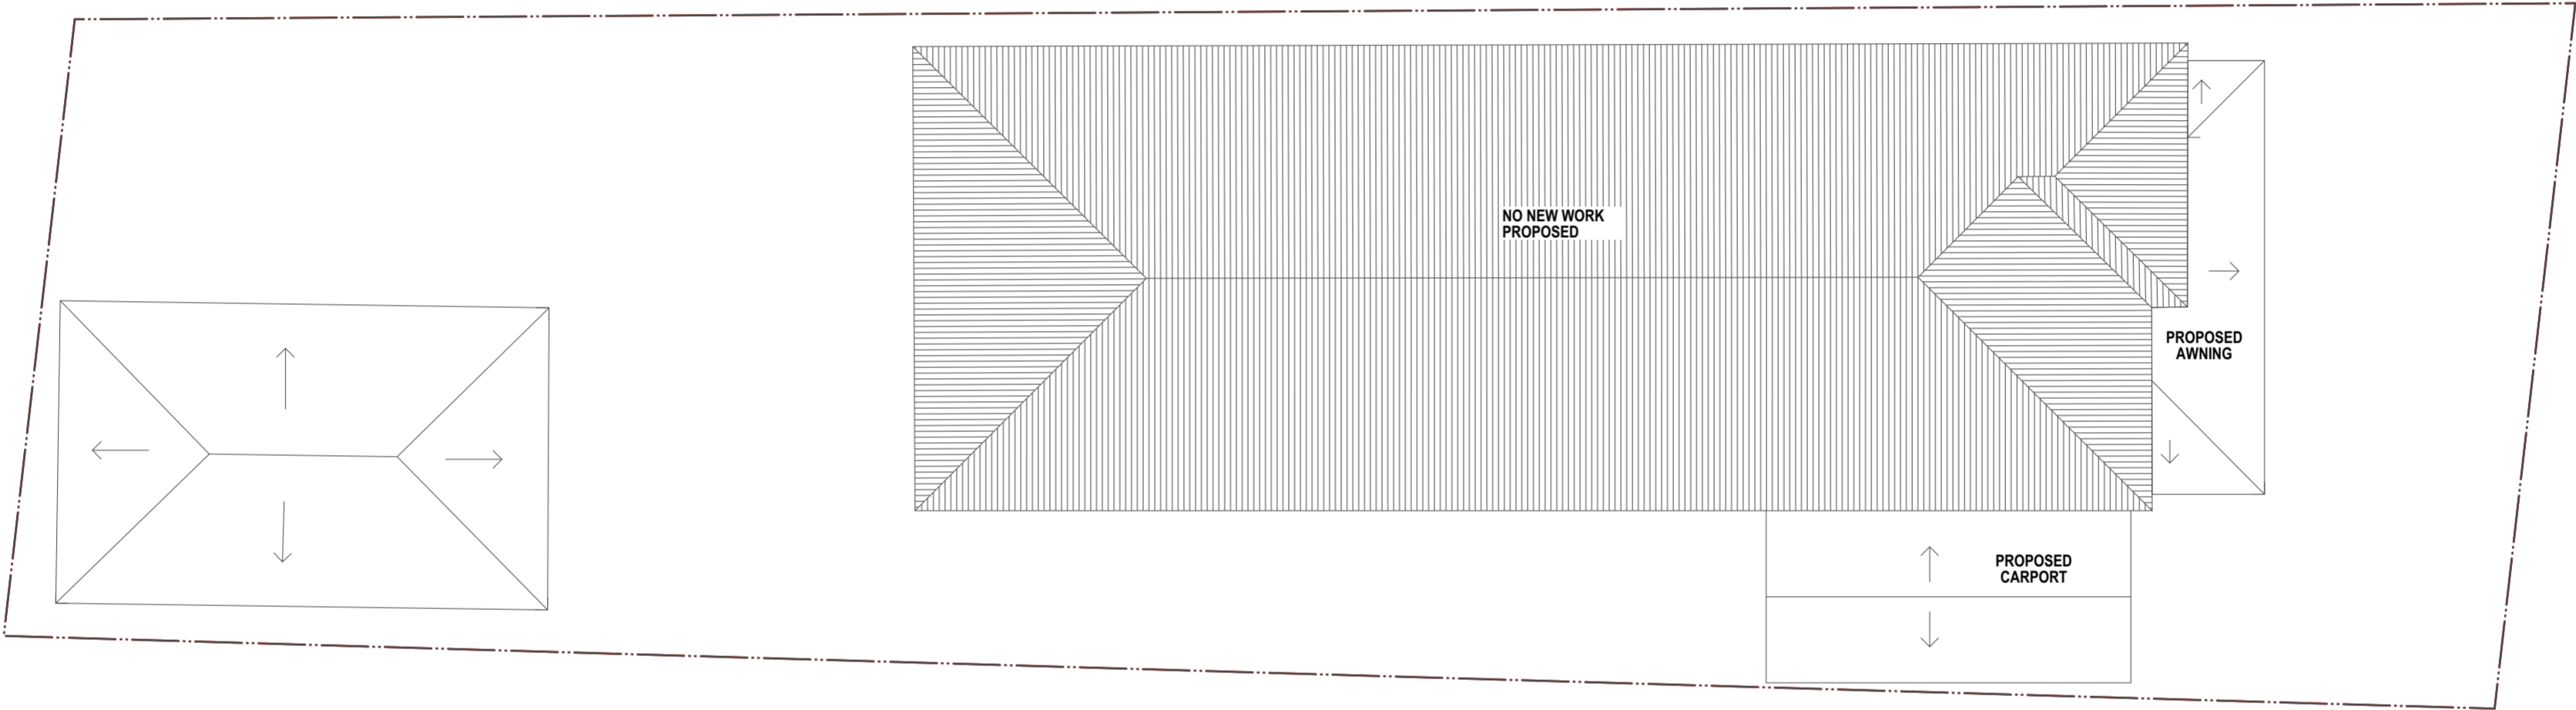 NO NEW WORK
PROPOSED
PROPOSED
AWNING
PROPOSED
CARPORT